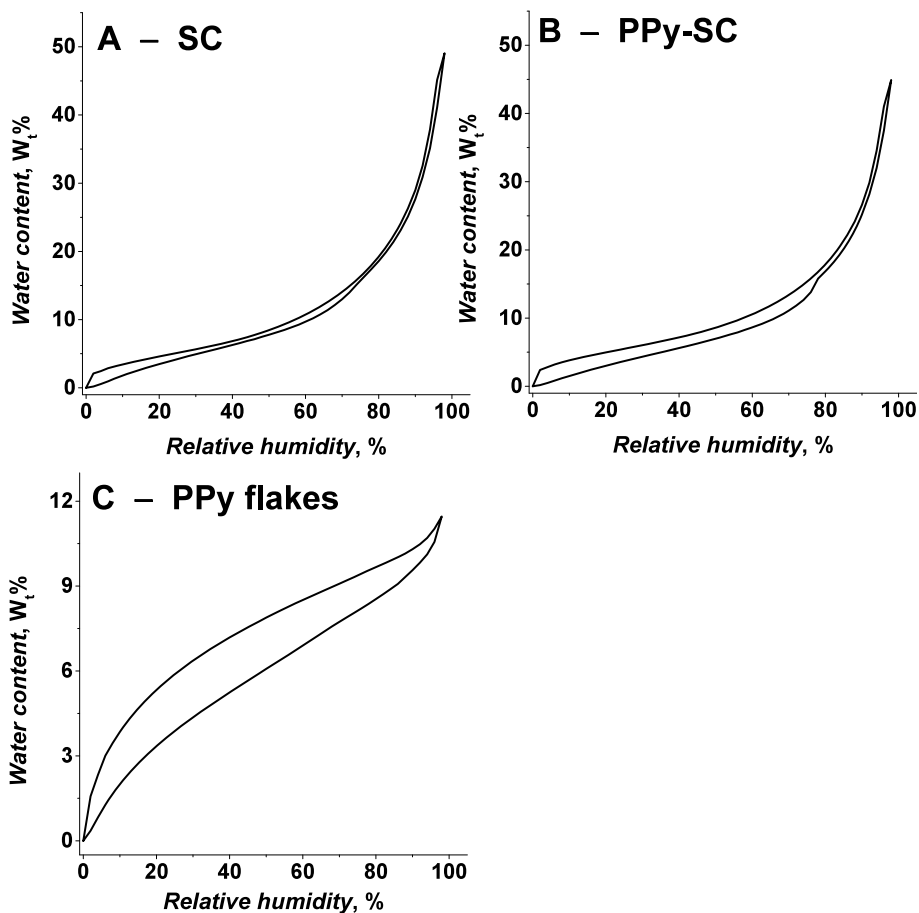 A – SC
50
40
30
20
10
0
Water content, Wt%
0 20 40 60 80 100
Relative humidity, %
B – PPy-SC
50
40
30
20
10
0
Water content, Wt%
0 20 40 60 80 100
Relative humidity, %
C – PPy flakes
12
9
6
3
0
Water content, Wt%
0 20 40 60 80 100
Relative humidity, %